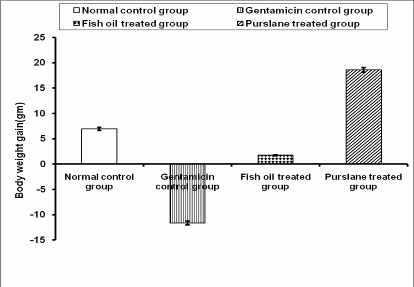 Normal control group Gentamicin control group
Fish oil treated group Purslane treated group
Body weight gain(gm)
25
20
15
10
5
0
-5
-10
-15
Normal control group
Gentamicin control group
Fish oil treated group
Purslane treated group